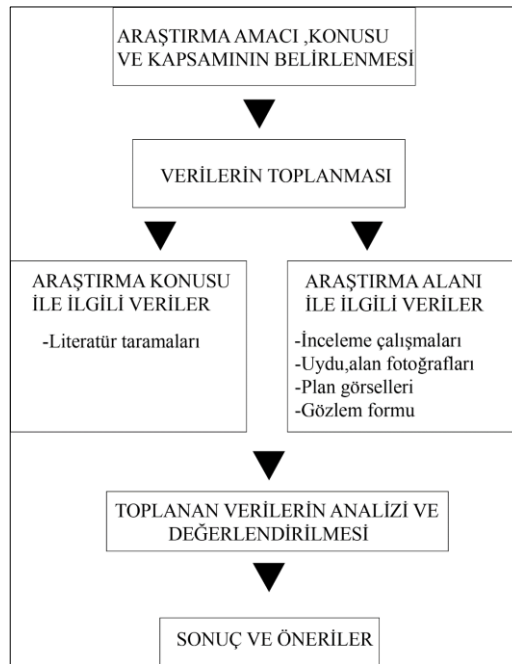 ARAŞTIRMA AMACI ,KONUSU
VE KAPSAMININ BELİRLENMESİ
VERİLERİN TOPLANMASI
ARAŞTIRMA KONUSU
İLE İLGİLİ VERİLER
-Literatür taramaları
ARAŞTIRMA ALANI
İLE İLGİLİ VERİLER
-İnceleme çalışmaları
-Uydu,alan fotoğrafları
-Plan görselleri
-Gözlem formu
TOPLANAN VERİLERİN ANALİZİ VE
DEĞERLENDİRİLMESİ
SONUÇ VE ÖNERİLER